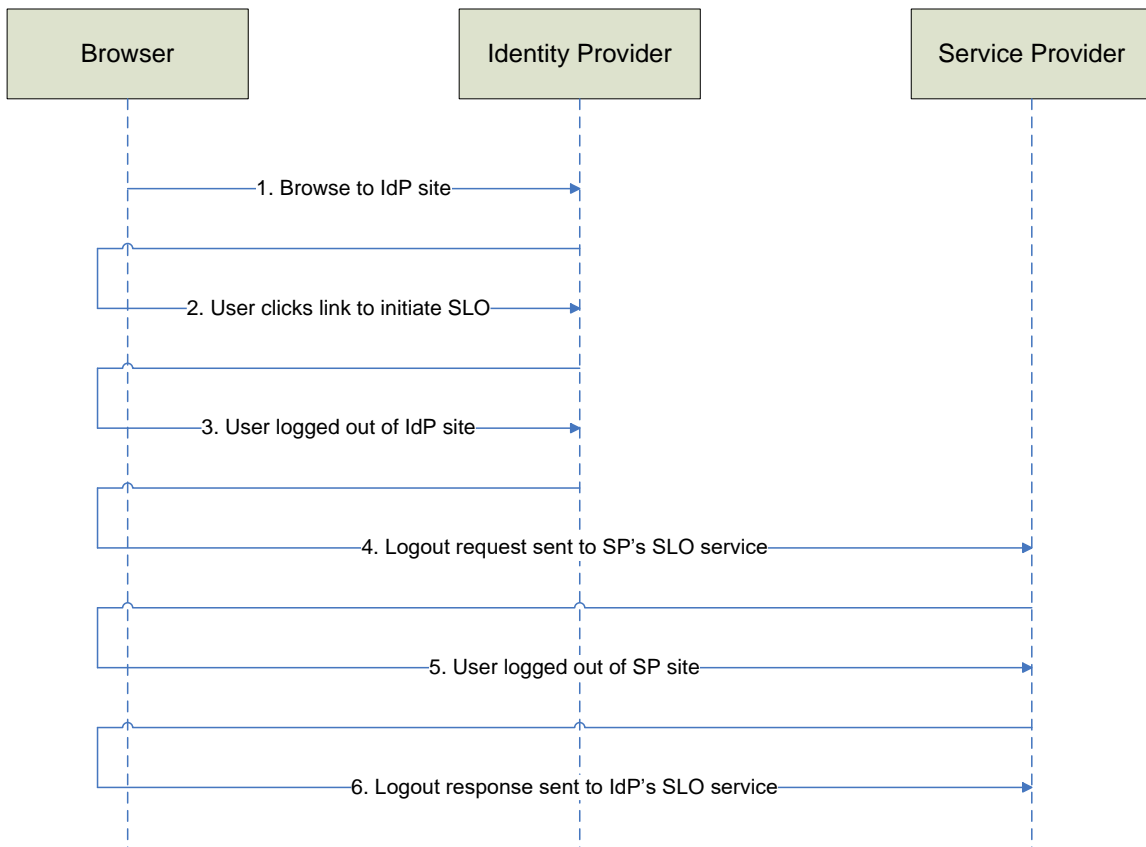 Browser
Identity Provider
Service Provider
1. Browse to IdP site
2. User clicks link to initiate SLO
3. User logged out of IdP site
4. Logout request sent to SP’s SLO service
5. User logged out of SP site
6. Logout response sent to IdP’s SLO service